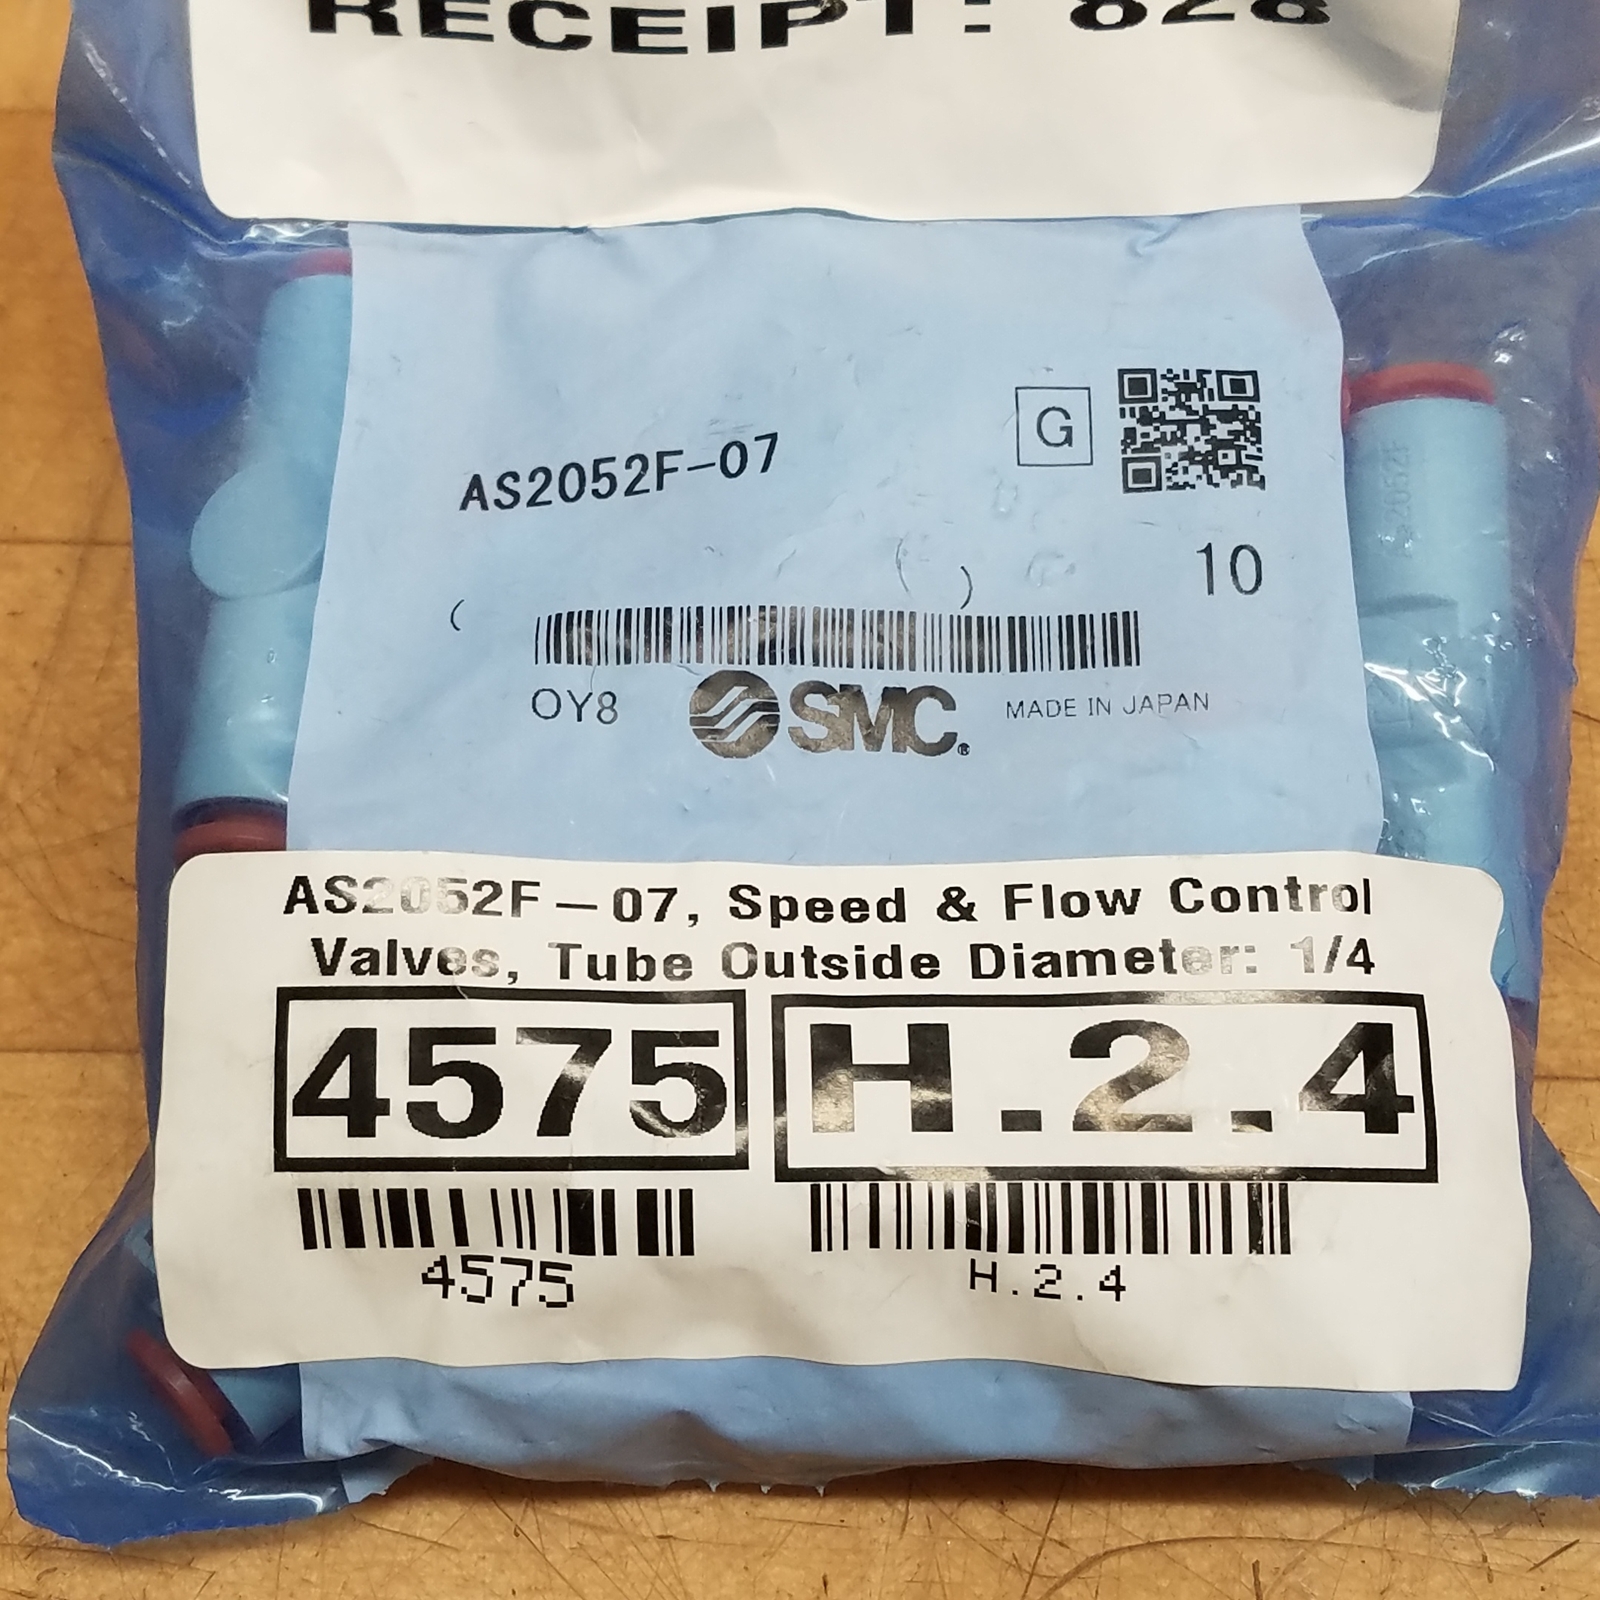 RECEIPT: 828
AS2052F-07
G
10
( )
OY8
SMC®
MADE IN JAPAN
AS2052F
AS2052F-07, Speed & Flow Control
Valves, Tube Outside Diameter: 1/4
4575 H.2.4
4575 H.2.4